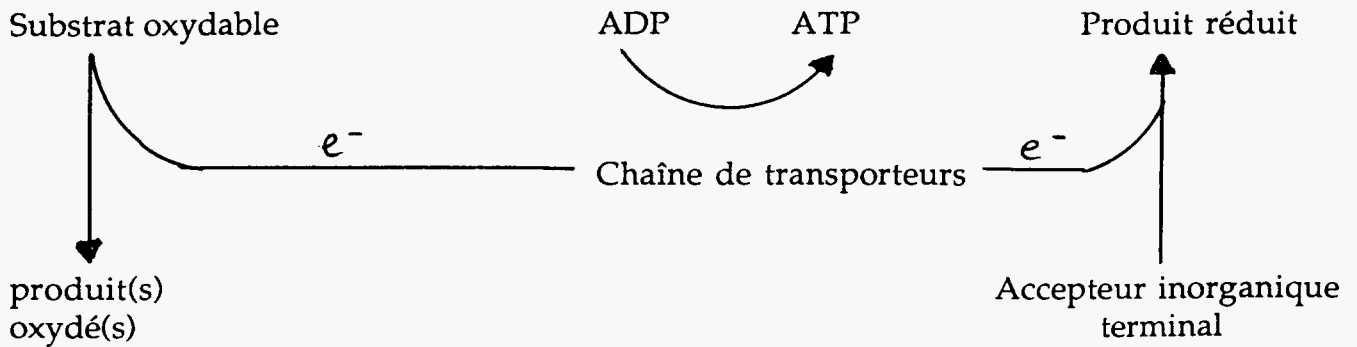 Substrat oxydable ADP ATP Produit réduit
e⁻ e⁻
Chaîne de transporteurs
produit(s) Accepteur inorganique
oxydé(s) terminal